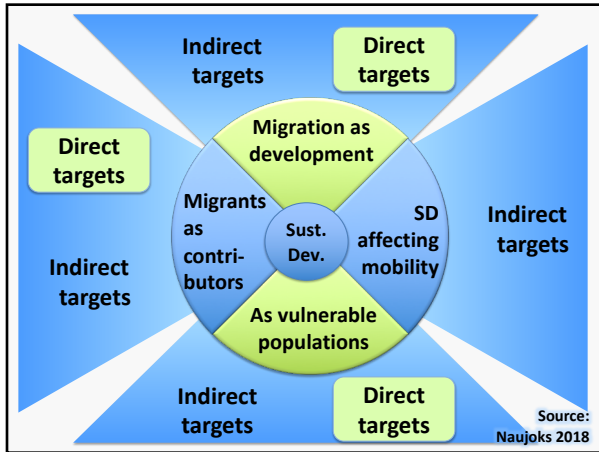 Indirect
targets
Direct
targets
Direct
targets
Indirect
targets
Migration as
development
Migrants
as
contri-
butors
Sust.
Dev.
SD
affecting
mobility
As vulnerable
populations
Indirect
targets
Indirect
targets
Direct
targets
Source:
Naujoks 2018